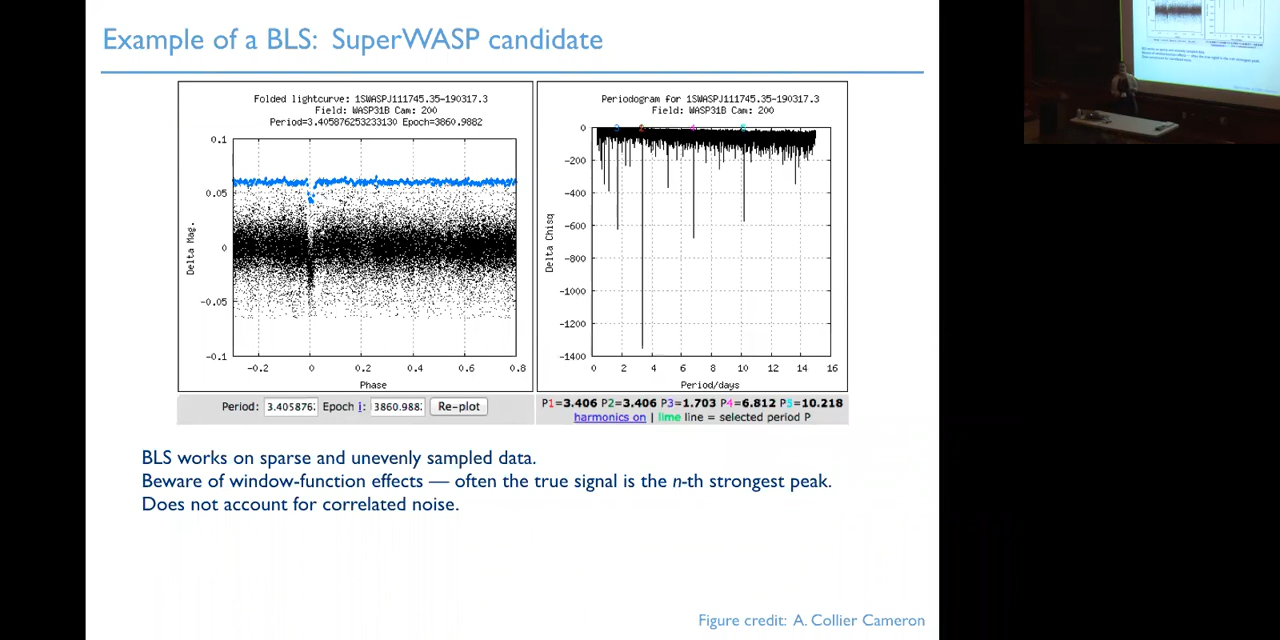 Example of a BLS: SuperWASP candidate
Folded lightcurve: 1SWASPJ111745.35-190317.3
Field: WASP31B Cam: 200
Period=3.405876253233130 Epoch=3860.9882
0.1
0.05
0
-0.05
-0.1
Delta Mag.
-0.2 0 0.2 0.4 0.6 0.8
Phase
Period: 3.405876 Epoch i: 3860.988 Re-plot
Periodogram for 1SWASPJ111745.35-190317.3
Field: WASP31B Cam: 200
0
-200
-400
-600
-800
-1000
-1200
-1400
Delta Chisq
0 2 4 6 8 10 12 14 16
Period/days
P1=3.406 P2=3.406 P3=1.703 P4=6.812 P5=10.218
harmonics on | lime line = selected period P
BLS works on sparse and unevenly sampled data.
Beware of window-function effects — often the true signal is the n-th strongest peak.
Does not account for correlated noise.
Figure credit: A. Collier Cameron